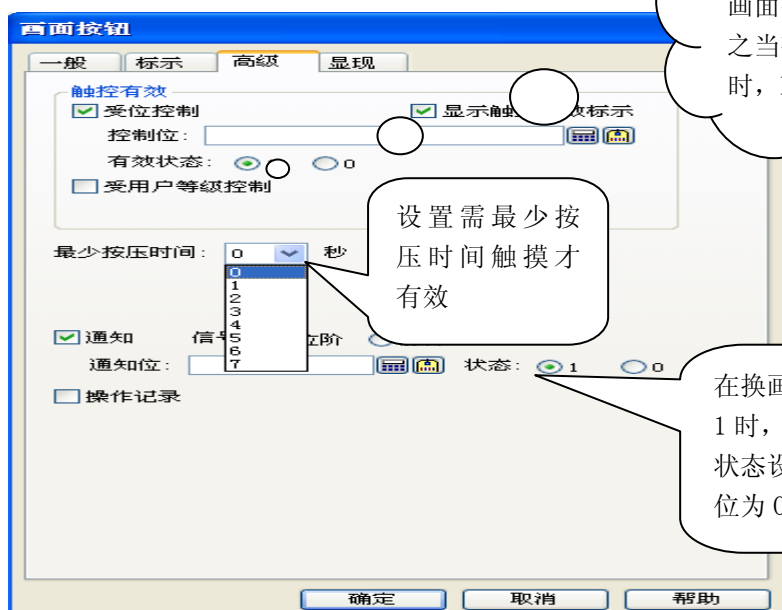 画面
画面按钮
之当
时，
一般 标示 高级 显现
触控有效
受位控制 显示触控 效标示
控制位：
有效状态： 0
受用户等级控制
设置需最少按
压时间触摸才
有效
最少按压时间： 0 秒
0
1
2
3
4
5
6
7
通知 信号
通知位： 状态： 1 0
操作记录
在换画
1时，
状态设
位为0
确定 取消 帮助